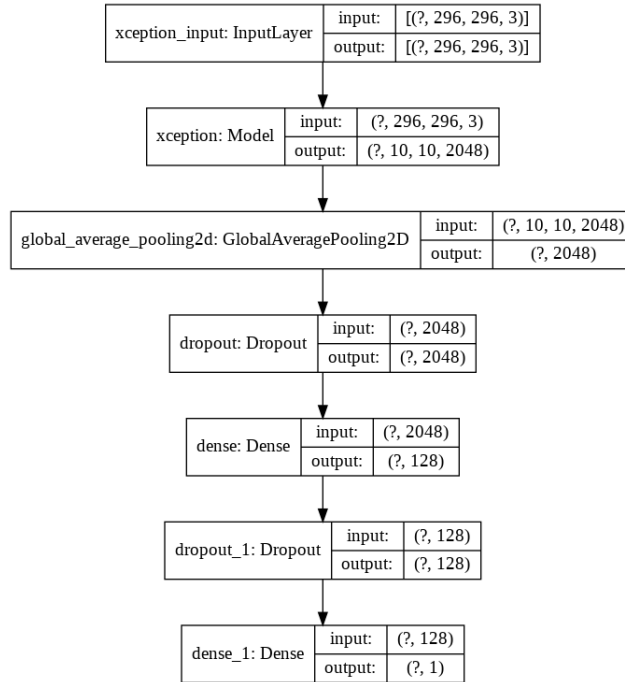 xception_input: InputLayer
input:
[(?, 296, 296, 3)]
output:
[(?, 296, 296, 3)]
xception: Model
input:
(?, 296, 296, 3)
output:
(?, 10, 10, 2048)
global_average_pooling2d: GlobalAveragePooling2D
input:
(?, 10, 10, 2048)
output:
(?, 2048)
dropout: Dropout
input:
(?, 2048)
output:
(?, 2048)
dense: Dense
input:
(?, 2048)
output:
(?, 128)
dropout_1: Dropout
input:
(?, 128)
output:
(?, 128)
dense_1: Dense
input:
(?, 128)
output:
(?, 1)